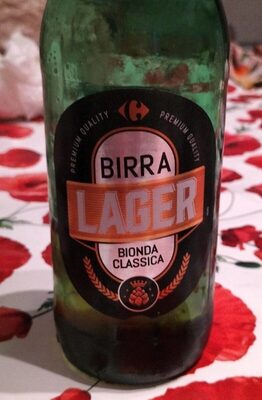 PREMIUM QUALITY
PREMIUM QUALITY
BIRRA
LAGER
BIONDA
CLASSICA